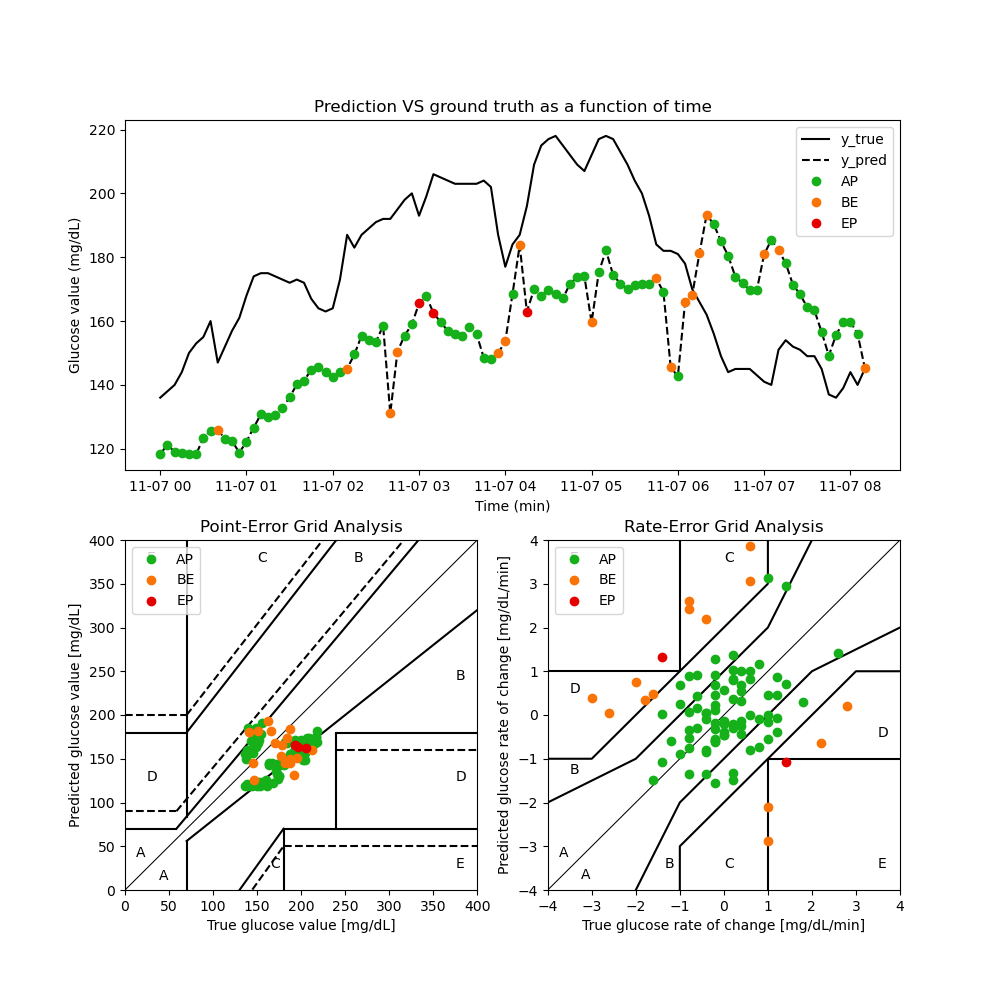 Prediction VS ground truth as a function of time
Glucose value (mg/dL)
220
200
180
160
140
120
y_true
y_pred
AP
BE
EP
11-07 00 11-07 01 11-07 02 11-07 03 11-07 04 11-07 05 11-07 06 11-07 07 11-07 08
Time (min)
Point-Error Grid Analysis
Predicted glucose value [mg/dL]
400
350
300
250
200
150
100
50
0
AP
BE
EP
C
B
B
D
D
A
A
C
E
0 50 100 150 200 250 300 350 400
True glucose value [mg/dL]
Rate-Error Grid Analysis
Predicted glucose rate of change [mg/dL/min]
4
3
2
1
0
−1
−2
−3
−4
AP
BE
EP
C
D
D
B
A
A
B
C
E
−4 −3 −2 −1 0 1 2 3 4
True glucose rate of change [mg/dL/min]